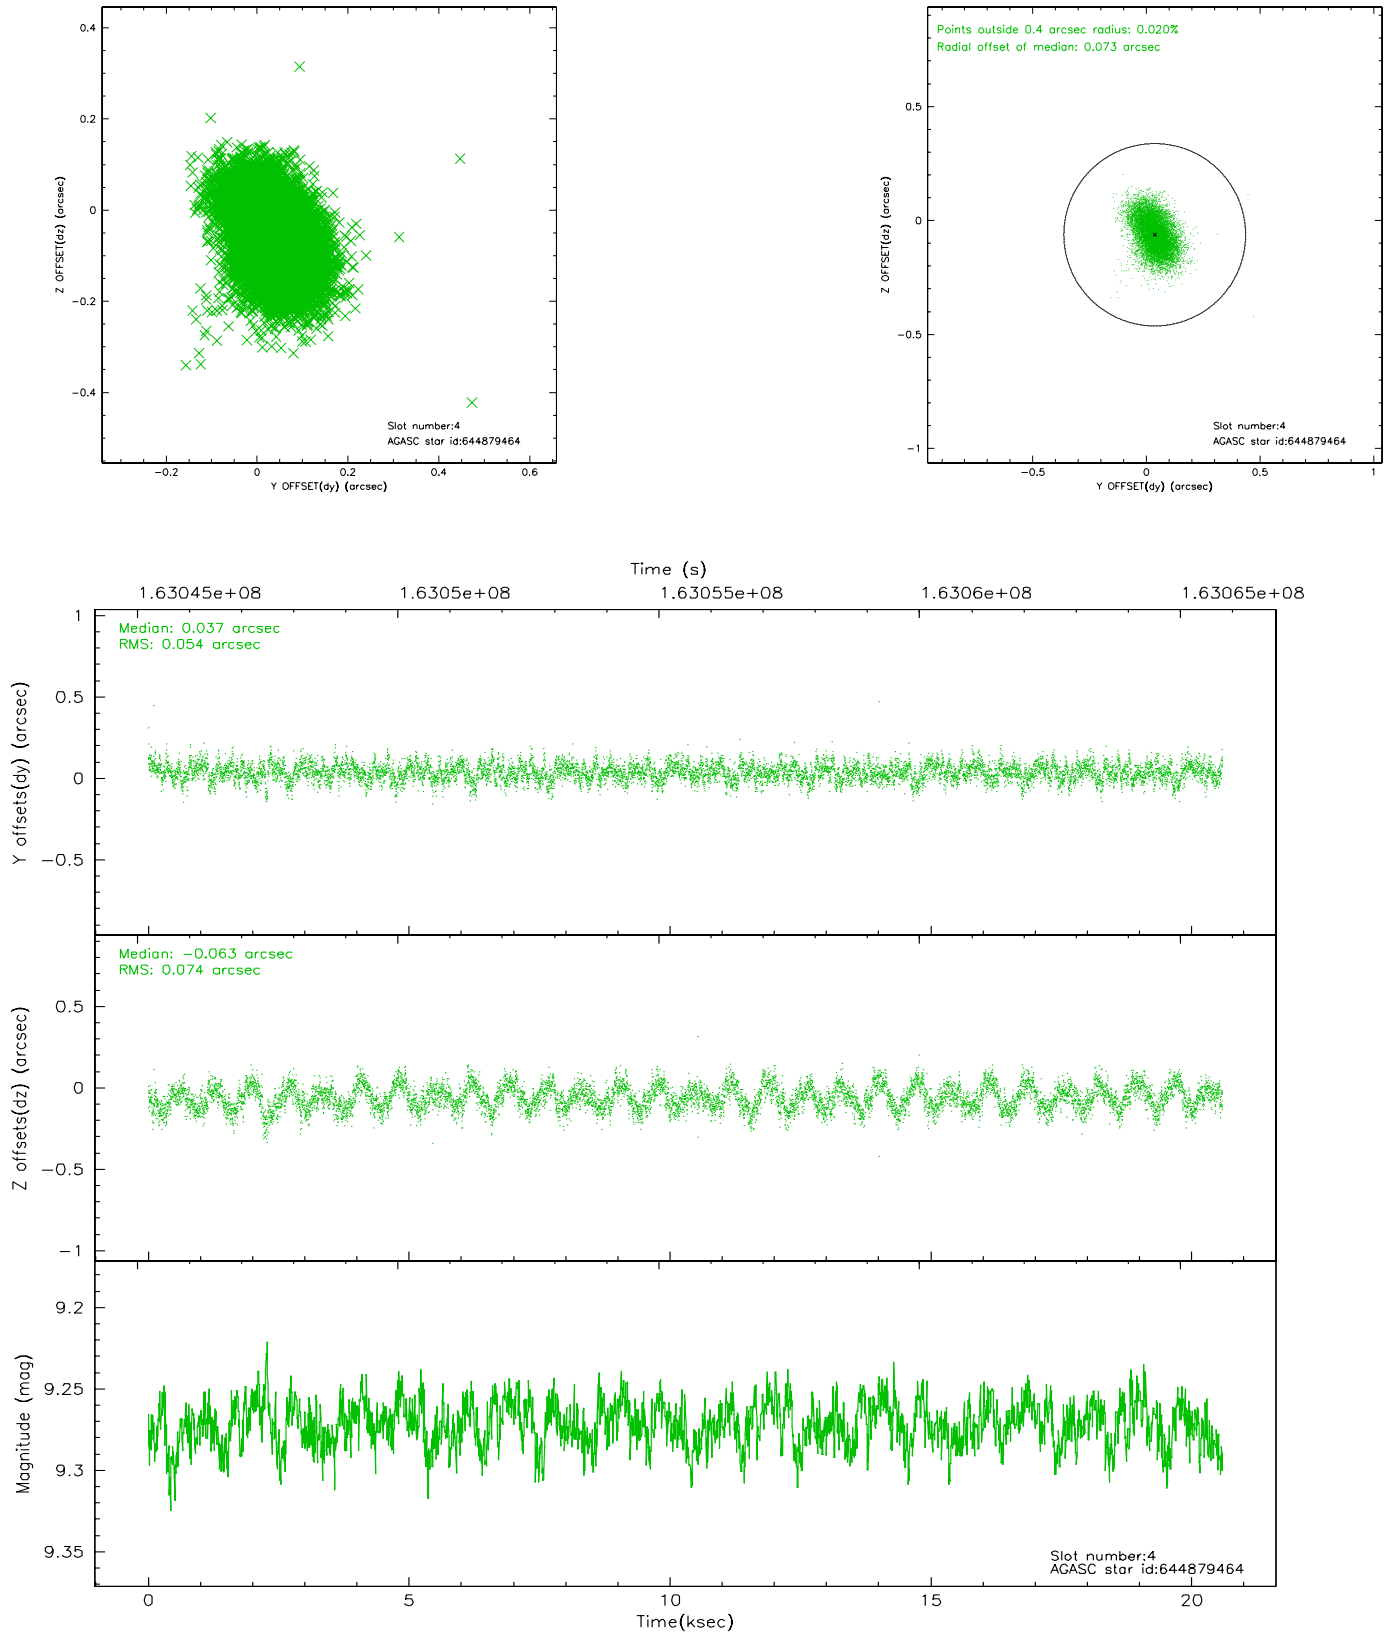 0.4
0.2
0
−0.2
−0.4
Z OFFSET(dz) (arcsec)
Slot number:4
AGASC star id:644879464
−0.2 0 0.2 0.4 0.6
Y OFFSET(dy) (arcsec)
Points outside 0.4 arcsec radius: 0.020%
Radial offset of median: 0.073 arcsec
0.5
0
−0.5
−1
Z OFFSET(dz) (arcsec)
Slot number:4
AGASC star id:644879464
−0.5 0 0.5 1
Y OFFSET(dy) (arcsec)
Time (s)
1.63045e+08 1.6305e+08 1.63055e+08 1.6306e+08 1.63065e+08
Median: 0.037 arcsec
RMS: 0.054 arcsec
1
0.5
0
−0.5
Y offsets(dy) (arcsec)
Median: −0.063 arcsec
RMS: 0.074 arcsec
0.5
0
−0.5
−1
Z offsets(dz) (arcsec)
9.2
9.25
9.3
9.35
Magnitude (mag)
Slot number:4
AGASC star id:644879464
0 5 10 15 20
Time(ksec)